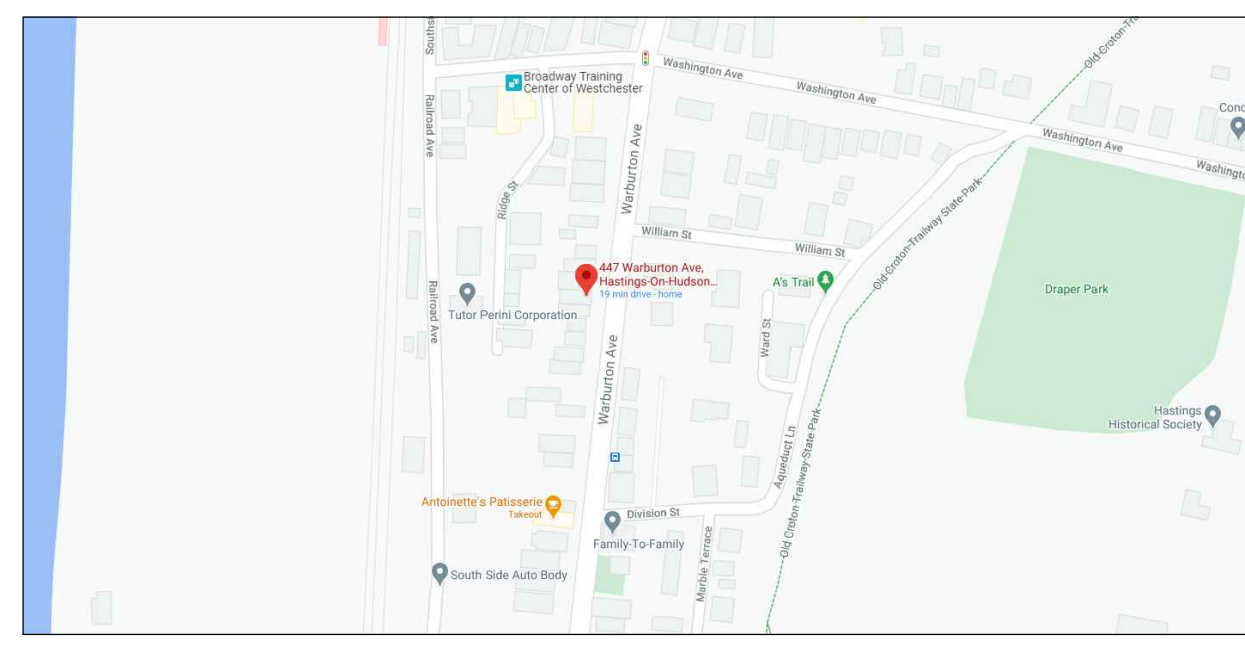 Southsi
Old-Croton-Tra
Washington Ave
Broadway Training
Center of Westchester
Washington Ave
Railroad Ave
Conc
Warburton Ave
Washington Ave
Washingto
Ridge St
Old-Croton-Trailway-State-Park
William St
William St
447 Warburton Ave,
Hastings-On-Hudson...
19 min drive - home
A's Trail
Draper Park
Railroad Ave
Tutor Perini Corporation
Ward St
Warburton Ave
Hastings
Historical Society
Aqueduct Ln
Old-Croton-Trailway-State Park
Antoinette's Patisserie
Takeout
Division St
Family-To-Family
Marble Terrace
South Side Auto Body